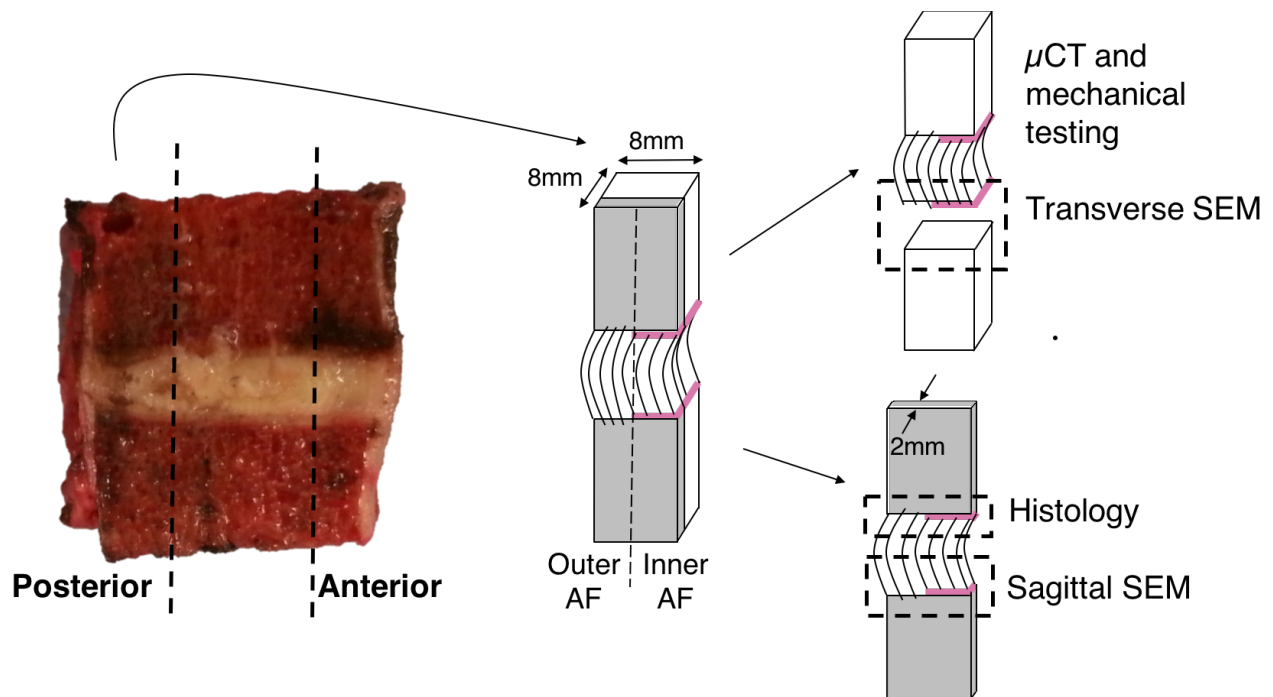 Posterior
Anterior
8mm
8mm
Outer
AF
Inner
AF
µCT and
mechanical
testing
Transverse SEM
2mm
Histology
Sagittal SEM